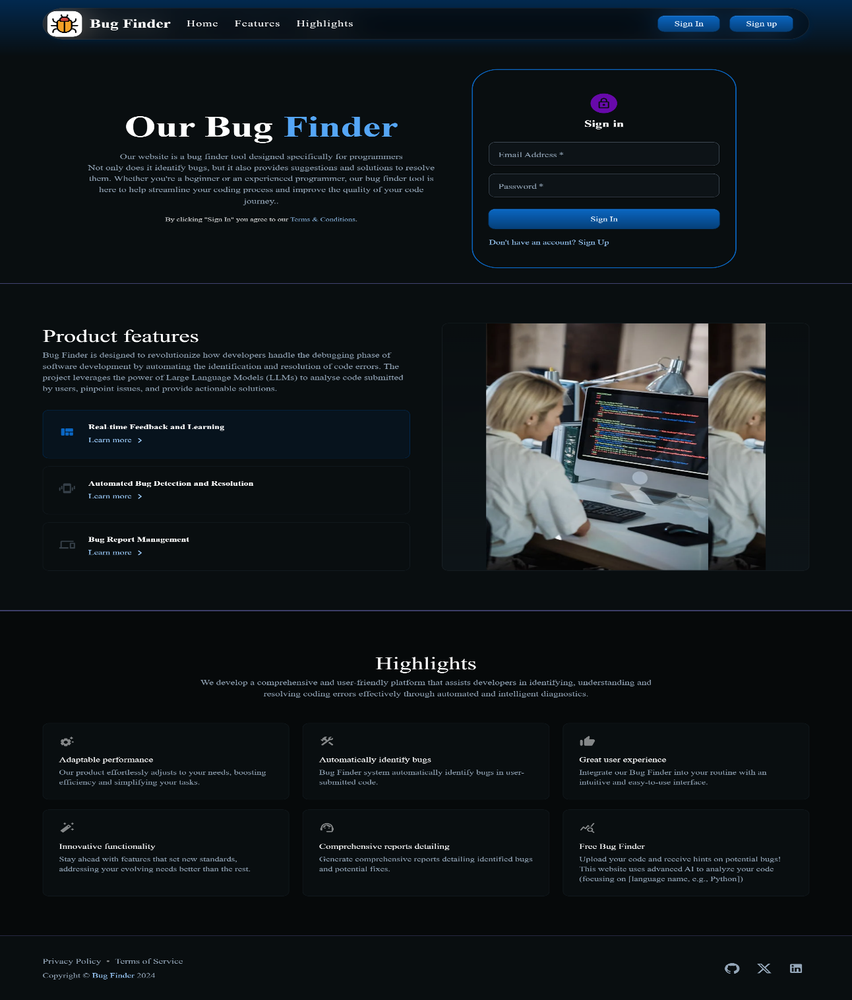 Bug Finder
Home
Features
Highlights
Sign In
Sign up
Our Bug Finder
Our website is a bug finder tool designed specifically for programmers
Not only does it identify bugs, but it also provides suggestions and solutions to resolve
them. Whether you're a beginner or an experienced programmer, our bug finder tool is
here to help streamline your coding process and improve the quality of your code
journey..
By clicking "Sign In" you agree to our Terms & Conditions.
Sign in
Email Address *
Password *
Sign In
Don't have an account? Sign Up
Product features
Bug Finder is designed to revolutionize how developers handle the debugging phase of
software development by automating the identification and resolution of code errors. The
project leverages the power of Large Language Models (LLMs) to analyse code submitted
by users, pinpoint issues, and provide actionable solutions.
Real-time Feedback and Learning
Learn more
Automated Bug Detection and Resolution
Learn more
Bug Report Management
Learn more
Highlights
We develop a comprehensive and user-friendly platform that assists developers in identifying, understanding and
resolving coding errors effectively through automated and intelligent diagnostics.
Adaptable performance
Our product effortlessly adjusts to your needs, boosting
efficiency and simplifying your tasks.
Automatically identify bugs
Bug Finder system automatically identify bugs in user-
submitted code.
Great user experience
Integrate our Bug Finder into your routine with an
intuitive and easy-to-use interface.
Innovative functionality
Stay ahead with features that set new standards,
addressing your evolving needs better than the rest.
Comprehensive reports detailing
Generate comprehensive reports detailing identified bugs
and potential fixes.
Free Bug Finder
Upload your code and receive hints on potential bugs!
This website uses advanced AI to analyze your code
(focusing on [language name, e.g., Python])
Privacy Policy • Terms of Service
Copyright © Bug Finder 2024